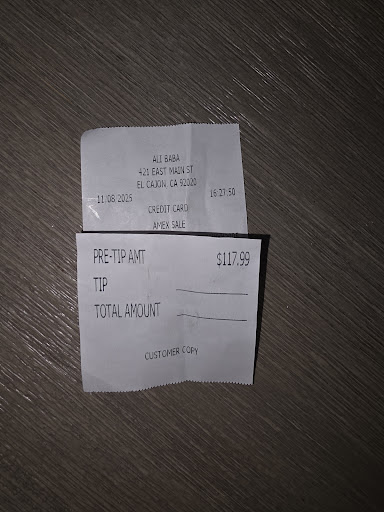 ALI BABA
421 EAST MAIN ST
EL CAJON, CA 92020
11/08/2025 16:27:50
CREDIT CARD
AMEX SALE
PRE-TIP AMT $117.99
TIP
TOTAL AMOUNT
CUSTOMER COPY